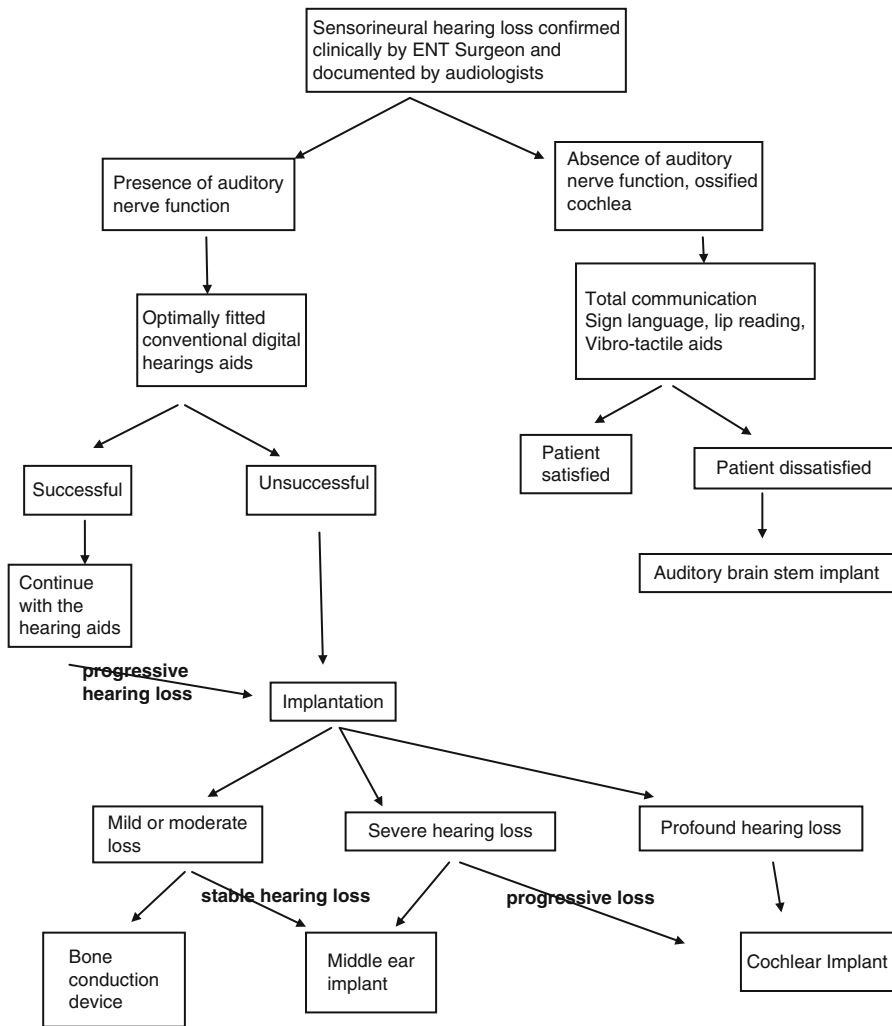 Sensorineural hearing loss confirmed
clinically by ENT Surgeon and
documented by audiologists
Presence of auditory
nerve function
Absence of auditory
nerve function, ossified
cochlea
Optimally fitted
conventional digital
hearings aids
Total communication
Sign language, lip reading,
Vibro-tactile aids
Successful
Unsuccessful
Patient
satisfied
Patient dissatisfied
Continue
with the
hearing aids
Auditory brain stem implant
progressive
hearing loss
Implantation
Mild or moderate
loss
Severe hearing loss
Profound hearing loss
stable hearing loss
progressive loss
Bone
conduction
device
Middle ear
implant
Cochlear Implant